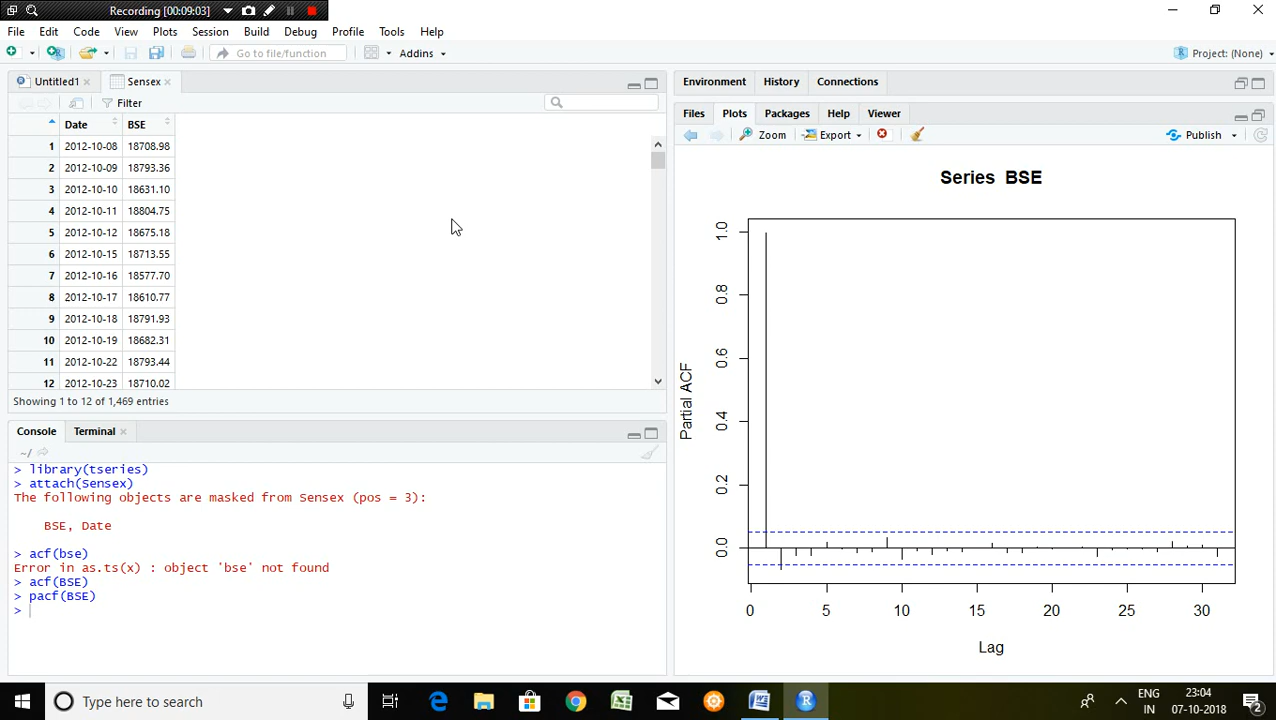 Recording [00:09:03]
File Edit Code View Plots Session Build Debug Profile Tools Help
Go to file/function Addins Project: (None)
Untitled1 Sensex
Filter
Date BSE
1 2012-10-08 18708.98
2 2012-10-09 18793.36
3 2012-10-10 18631.10
4 2012-10-11 18804.75
5 2012-10-12 18675.18
6 2012-10-15 18713.55
7 2012-10-16 18577.70
8 2012-10-17 18610.77
9 2012-10-18 18791.93
10 2012-10-19 18682.31
11 2012-10-22 18793.44
12 2012-10-23 18710.02
Showing 1 to 12 of 1,469 entries
Console Terminal
~/
> library(tseries)
> attach(Sensex)
The following objects are masked from Sensex (pos = 3):
BSE, Date
> acf(bse)
Error in as.ts(x) : object 'bse' not found
> acf(BSE)
> pacf(BSE)
>
Environment History Connections
Files Plots Packages Help Viewer
Zoom Export Publish
Series BSE
Partial ACF
1.0
0.8
0.6
0.4
0.2
0.0
0 5 10 15 20 25 30
Lag
Type here to search
ENG
IN
23:04
07-10-2018
2